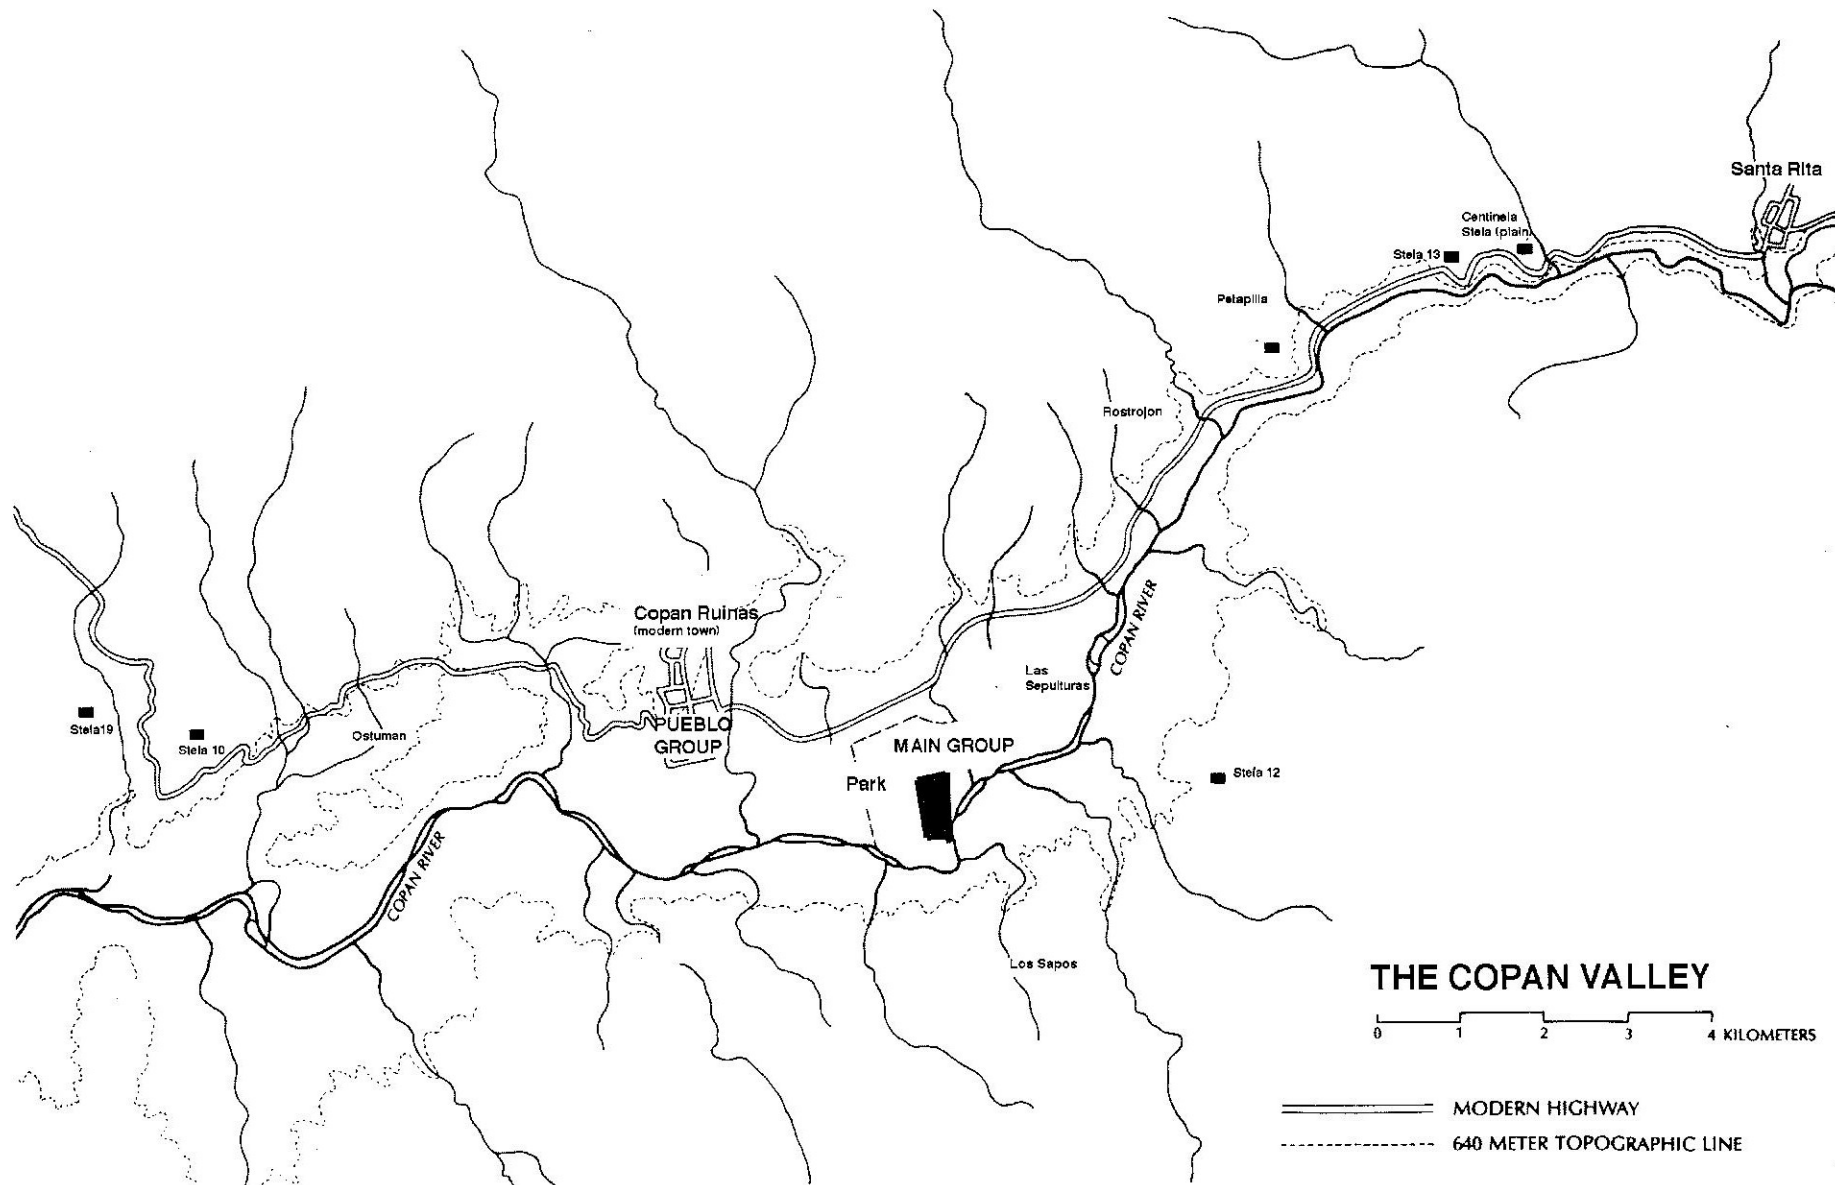 Santa Rita
Centinela
Stela (plain)
Stela 13
Petapilla
Rostrojon
COPAN RIVER
Copan Ruinas
(modern town)
Las
Sepulturas
Stela19
Stela 10
Ostuman
PUEBLO
GROUP
MAIN GROUP
Park
Stela 12
COPAN RIVER
Los Sapos
THE COPAN VALLEY
0 1 2 3 4 KILOMETERS
MODERN HIGHWAY
640 METER TOPOGRAPHIC LINE